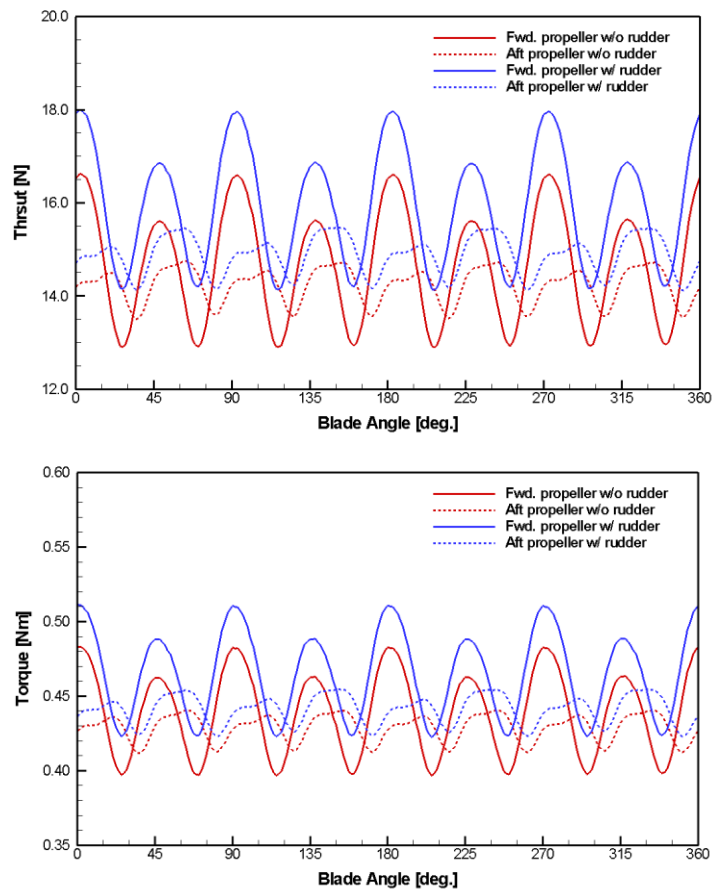 20.0
Fwd. propeller w/o rudder
Aft propeller w/o rudder
Fwd. propeller w/ rudder
Aft propeller w/ rudder
18.0
Thrsut [N]
16.0
14.0
12.0
0 45 90 135 180 225 270 315 360
Blade Angle [deg.]
0.60
Fwd. propeller w/o rudder
Aft propeller w/o rudder
Fwd. propeller w/ rudder
Aft propeller w/ rudder
0.55
0.50
Torque [Nm]
0.45
0.40
0.35
0 45 90 135 180 225 270 315 360
Blade Angle [deg.]